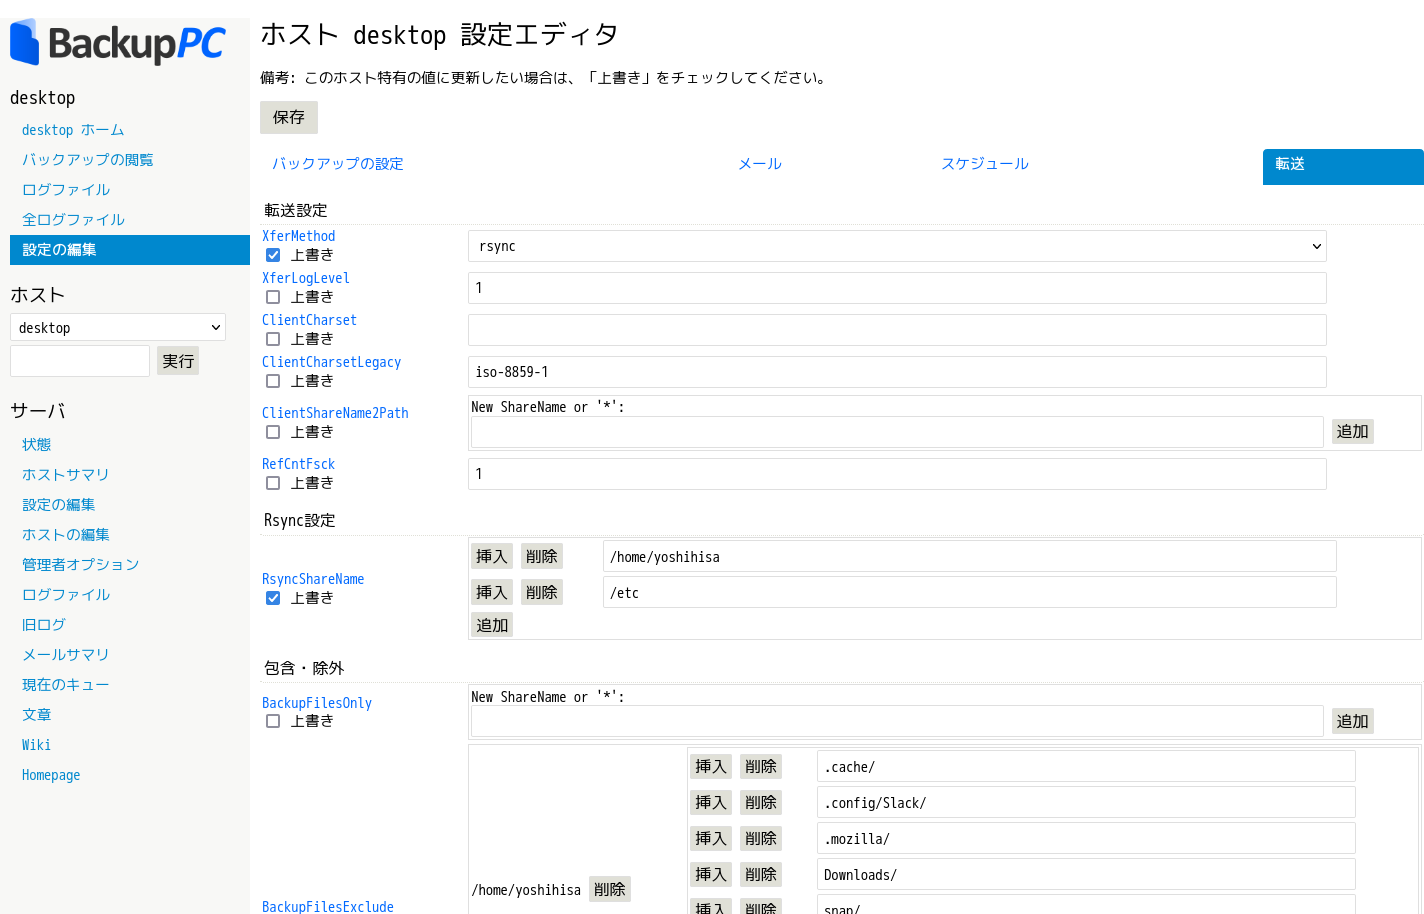 BackupPC
desktop
desktop ホーム
バックアップの閲覧
ログファイル
全ログファイル
設定の編集
ホスト
desktop
実行
サーバ
状態
ホストサマリ
設定の編集
ホストの編集
管理者オプション
ログファイル
旧ログ
メールサマリ
現在のキュー
文章
Wiki
Homepage
ホスト desktop 設定エディタ
備考: このホスト特有の値に更新したい場合は、「上書き」をチェックしてください。
保存
バックアップの設定 メール スケジュール 転送
転送設定
XferMethod
上書き
rsync
XferLogLevel
上書き
1
ClientCharset
上書き
ClientCharsetLegacy
上書き
iso-8859-1
ClientShareName2Path
上書き
New ShareName or '*':
追加
RefCntFsck
上書き
1
Rsync設定
RsyncShareName
上書き
挿入 削除 /home/yoshihisa
挿入 削除 /etc
追加
包含・除外
BackupFilesOnly
上書き
New ShareName or '*':
追加
BackupFilesExclude
/home/yoshihisa 削除
挿入 削除 .cache/
挿入 削除 .config/Slack/
挿入 削除 .mozilla/
挿入 削除 Downloads/
挿入 削除 snap/